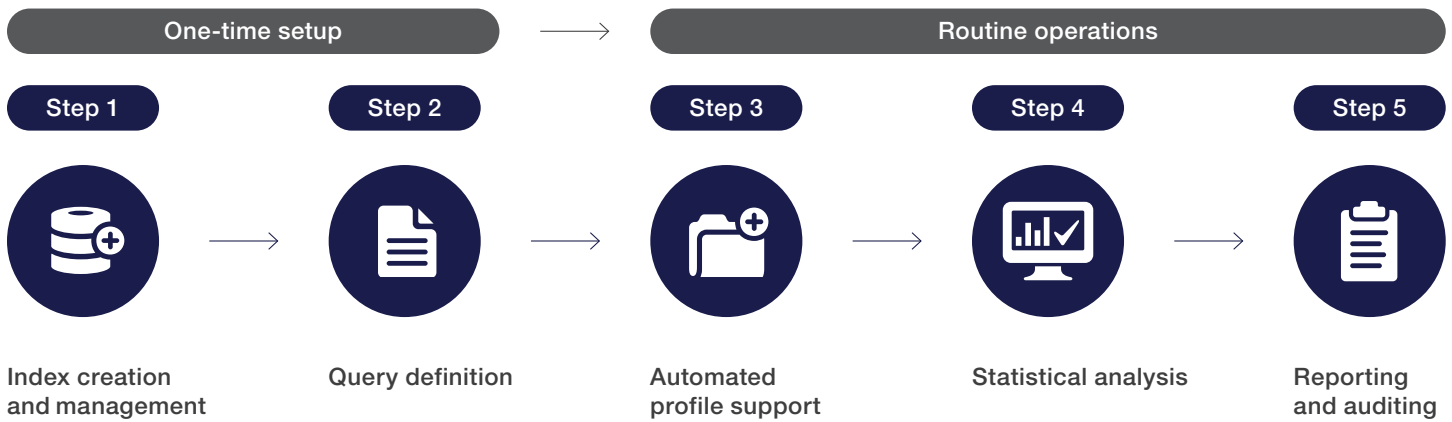 One-time setup
Routine operations
Step 1
Step 2
Step 3
Step 4
Step 5
Index creation
and management
Query definition
Automated
profile support
Statistical analysis
Reporting
and auditing